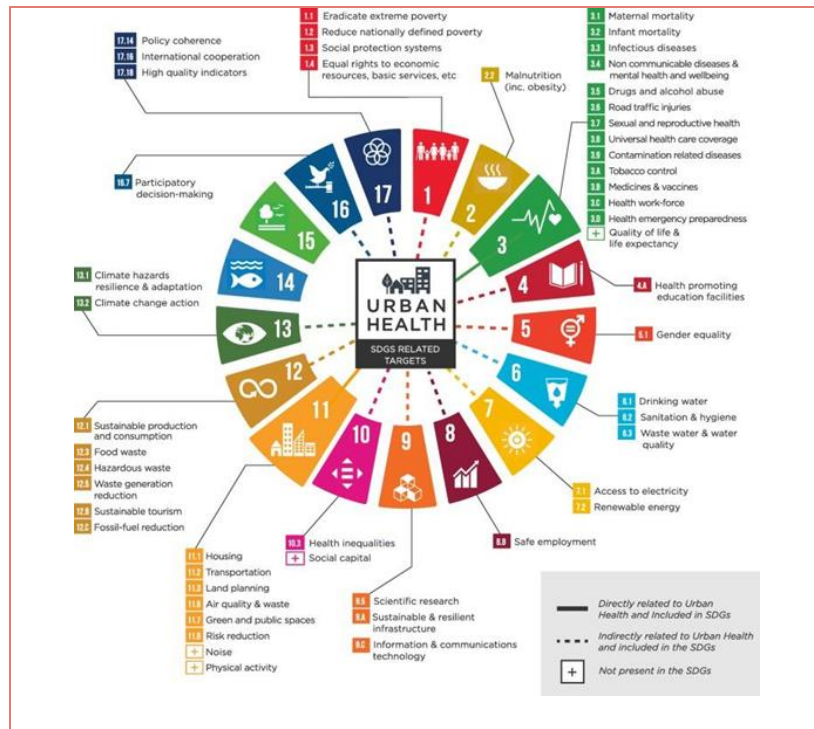 17.14 Policy coherence
17.16 International cooperation
17.18 High quality indicators
1.1 Eradicate extreme poverty
1.2 Reduce nationally defined poverty
1.3 Social protection systems
1.4 Equal rights to economic
resources, basic services, etc
2.2 Malnutrition
(inc. obesity)
3.1 Maternal mortality
3.2 Infant mortality
3.3 Infectious diseases
3.4 Non communicable diseases &
mental health and wellbeing
3.5 Drugs and alcohol abuse
3.6 Road traffic injuries
3.7 Sexual and reproductive health
3.8 Universal health care coverage
3.9 Contamination related diseases
3.A Tobacco control
3.B Medicines & vaccines
3.C Health work-force
3.D Health emergency preparedness
+ Quality of life &
life expectancy
16.7 Participatory
decision-making
13.1 Climate hazards
resilience & adaptation
13.2 Climate change action
17
1
2
3
4
5
6
7
8
9
10
11
12
13
14
15
16
URBAN
HEALTH
SDGS RELATED
TARGETS
4.A Health promoting
education facilities
5.1 Gender equality
6.1 Drinking water
6.2 Sanitation & hygiene
6.3 Waste water & water
quality
7.1 Access to electricity
7.2 Renewable energy
8.8 Safe employment
12.1 Sustainable production
and consumption
12.3 Food waste
12.4 Hazardous waste
12.5 Waste generation
reduction
12.B Sustainable tourism
12.C Fossil-fuel reduction
10.3 Health inequalities
+ Social capital
11.1 Housing
11.2 Transportation
11.3 Land planning
11.6 Air quality & waste
11.7 Green and public spaces
Risk reduction
+ Noise
+ Physical activity
9.5 Scientific research
9.A Sustainable & resilient
infrastructure
9.C Information & communications
technology
Directly related to Urban
Health and Included in SDGs
Indirectly related to Urban Health
and included in the SDGs
+ Not present in the SDGs